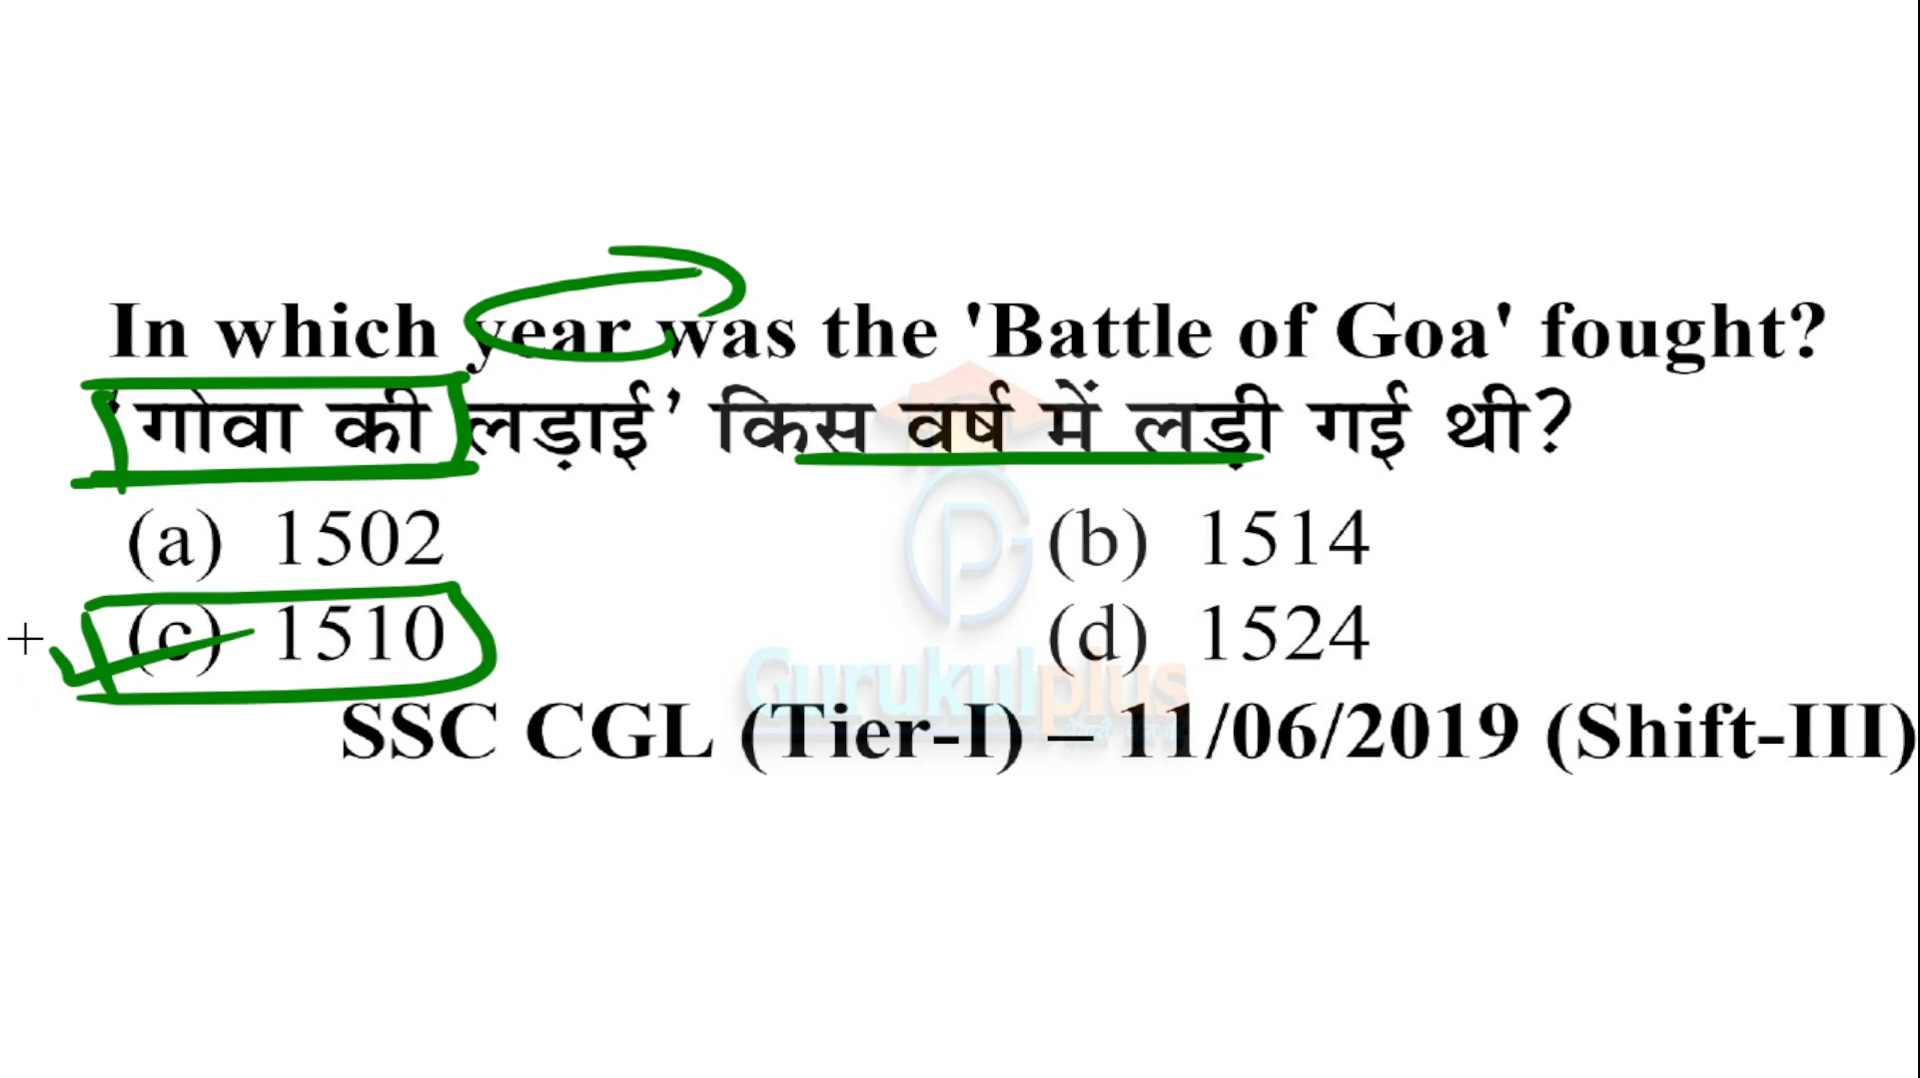 In which year was the 'Battle of Goa' fought?
'गोवा की लड़ाई' किस वर्ष में लड़ी गई थी?
(a) 1502 (b) 1514
+ (c) 1510 (d) 1524
Gurukulplus
SSC CGL (Tier-I) – 11/06/2019 (Shift-III)